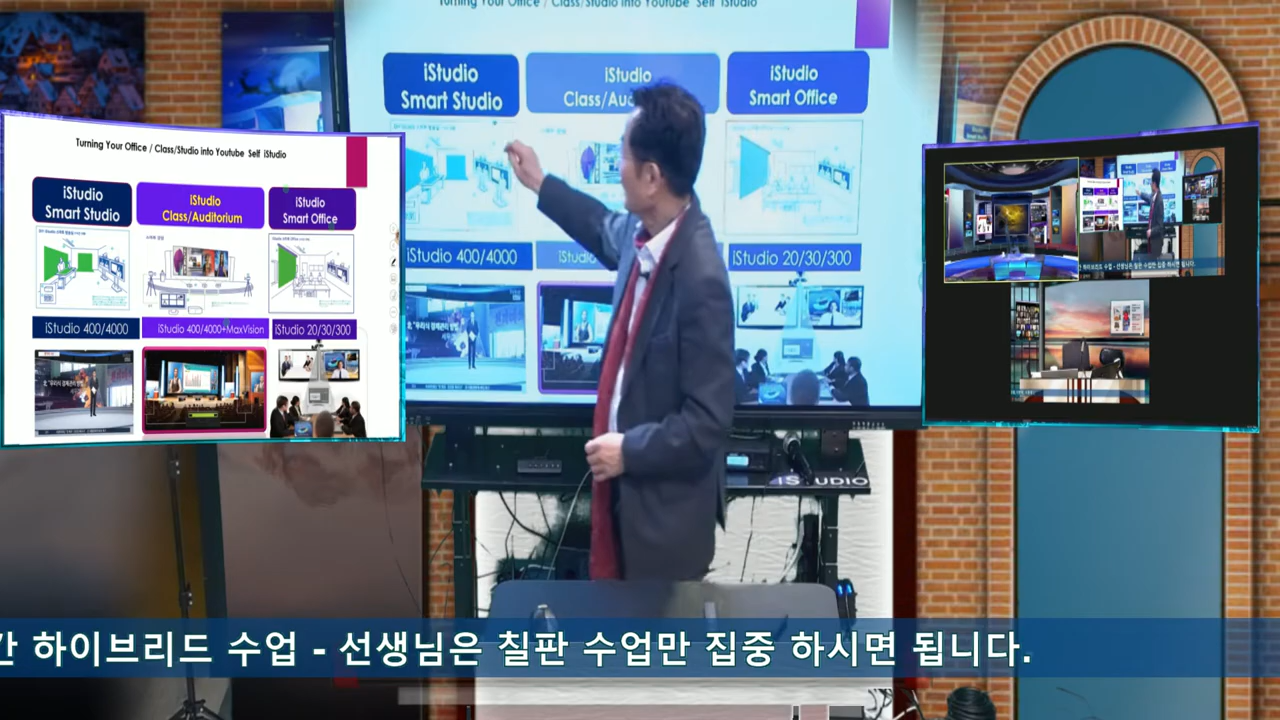 Turning Your Office / Class/Studio into Youtube Self iStudio
iStudio
Smart Studio
iStudio
Class/Auditorium
iStudio
Smart Office
iStudio 400/4000
iStudio 400/4000+MaxVision
iStudio 20/30/300
Turning Your Office / Class/Studio into Youtube Self iStudio
iStudio
Smart Studio
iStudio
iStudio
Smart Office
iStudio 400/4000
iStudio 20/30/300
하이브리드 수업 - 선생님은 칠판 수업만 집중 하시면 됩니다.